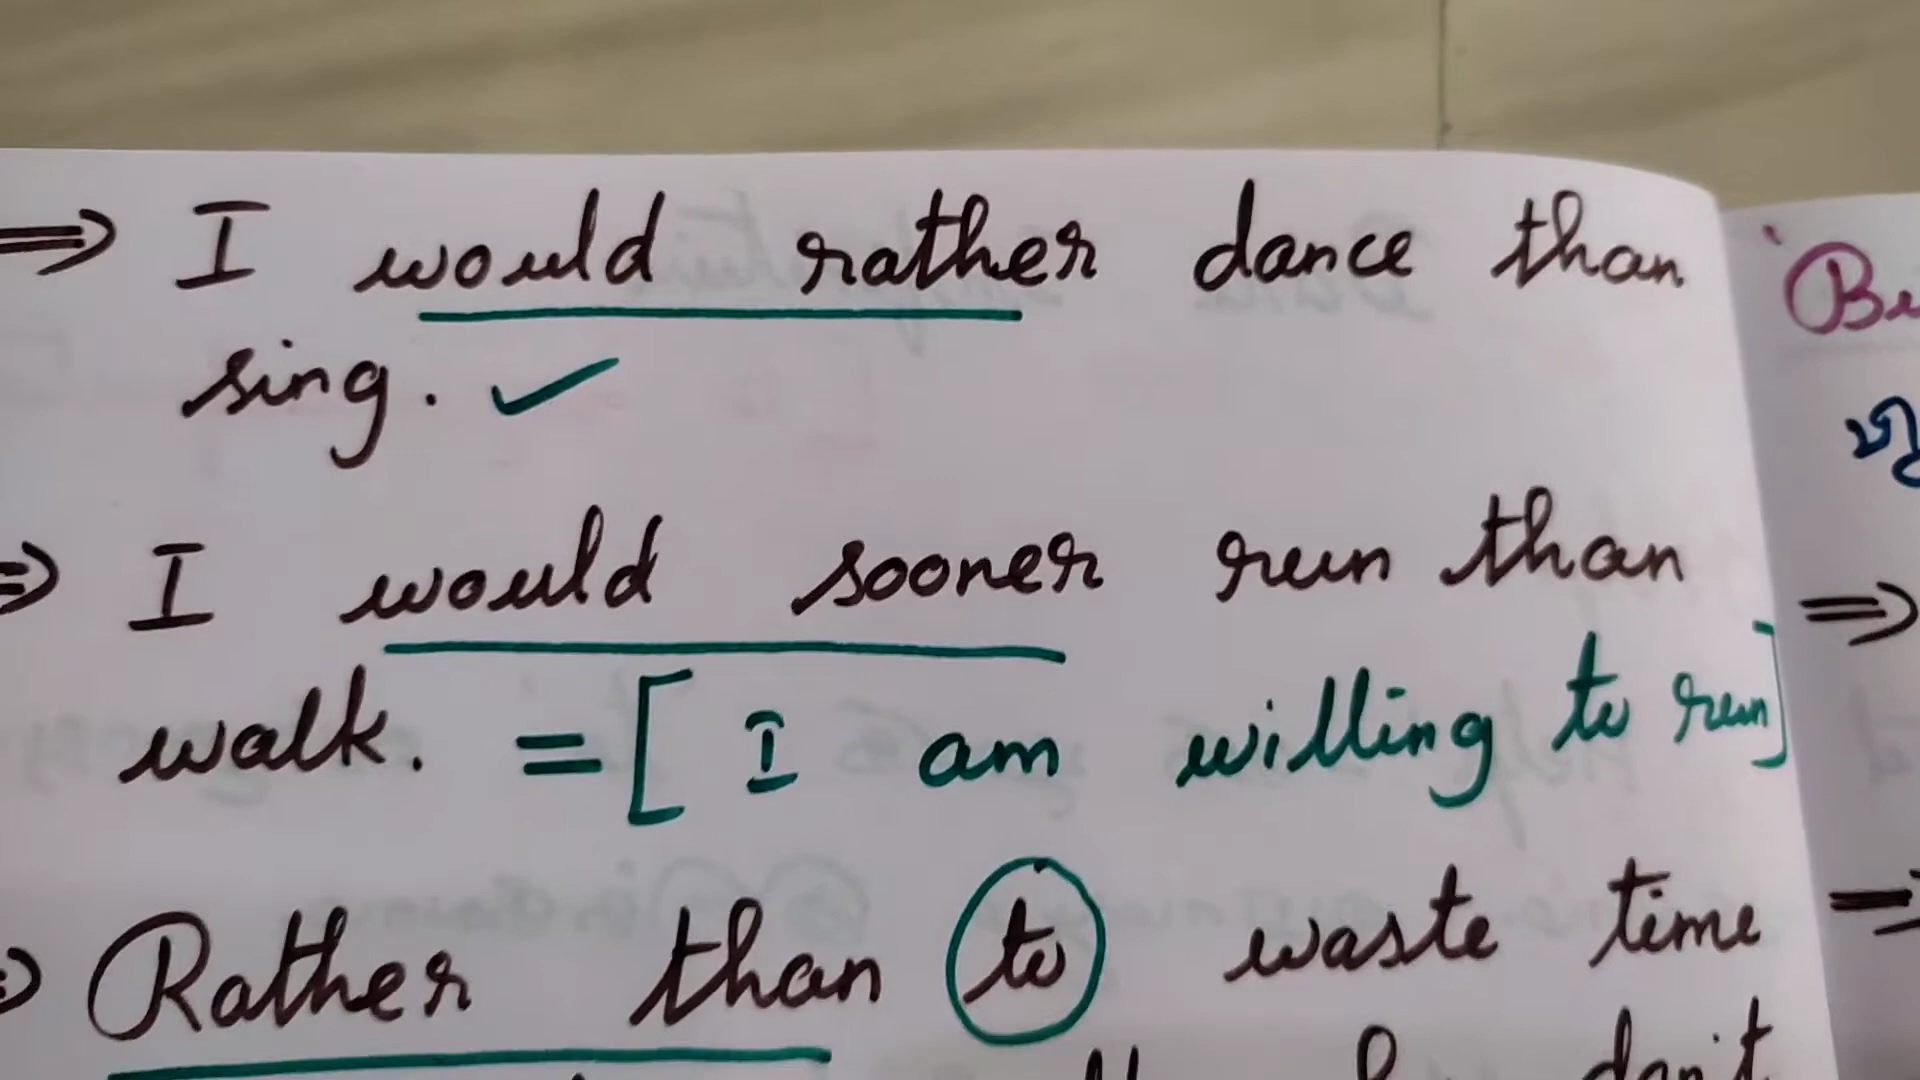 ⇒ I would rather dance than
sing. ✓
⇒ I would sooner run than
walk. = [ I am willing to run]
⇒ Rather than to waste time
don't
⇒
⇒